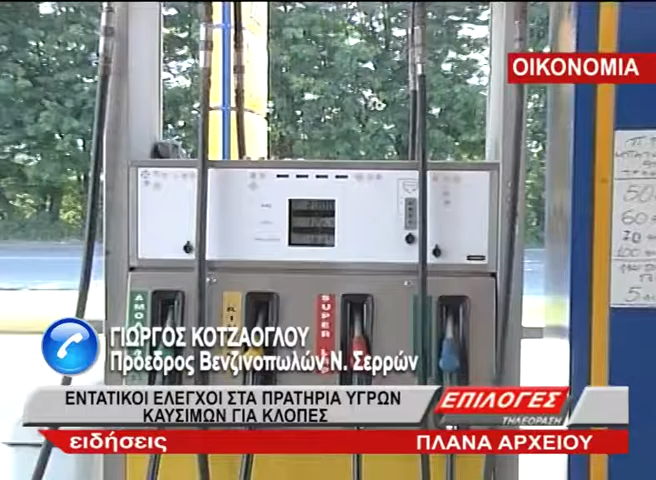 ΟΙΚΟΝΟΜΙΑ
SUPER
ΓΙΩΡΓΟΣ ΚΟΤΖΑΟΓΛΟΥ
Πρόεδρος Βενζινοπωλών Ν.Σερρών
ΕΝΤΑΤΙΚΟΙ ΕΛΕΓΧΟΙ ΣΤΑ ΠΡΑΤΗΡΙΑ ΥΓΡΩΝ
ΚΑΥΣΙΜΩΝ ΓΙΑ ΚΛΟΠΕΣ
ΕΠΙΛΟΓΕΣ
ΤΗΛΕΟΡΑΣΗ
ειδήσεις
ΠΛΑΝΑ ΑΡΧΕΙΟΥ